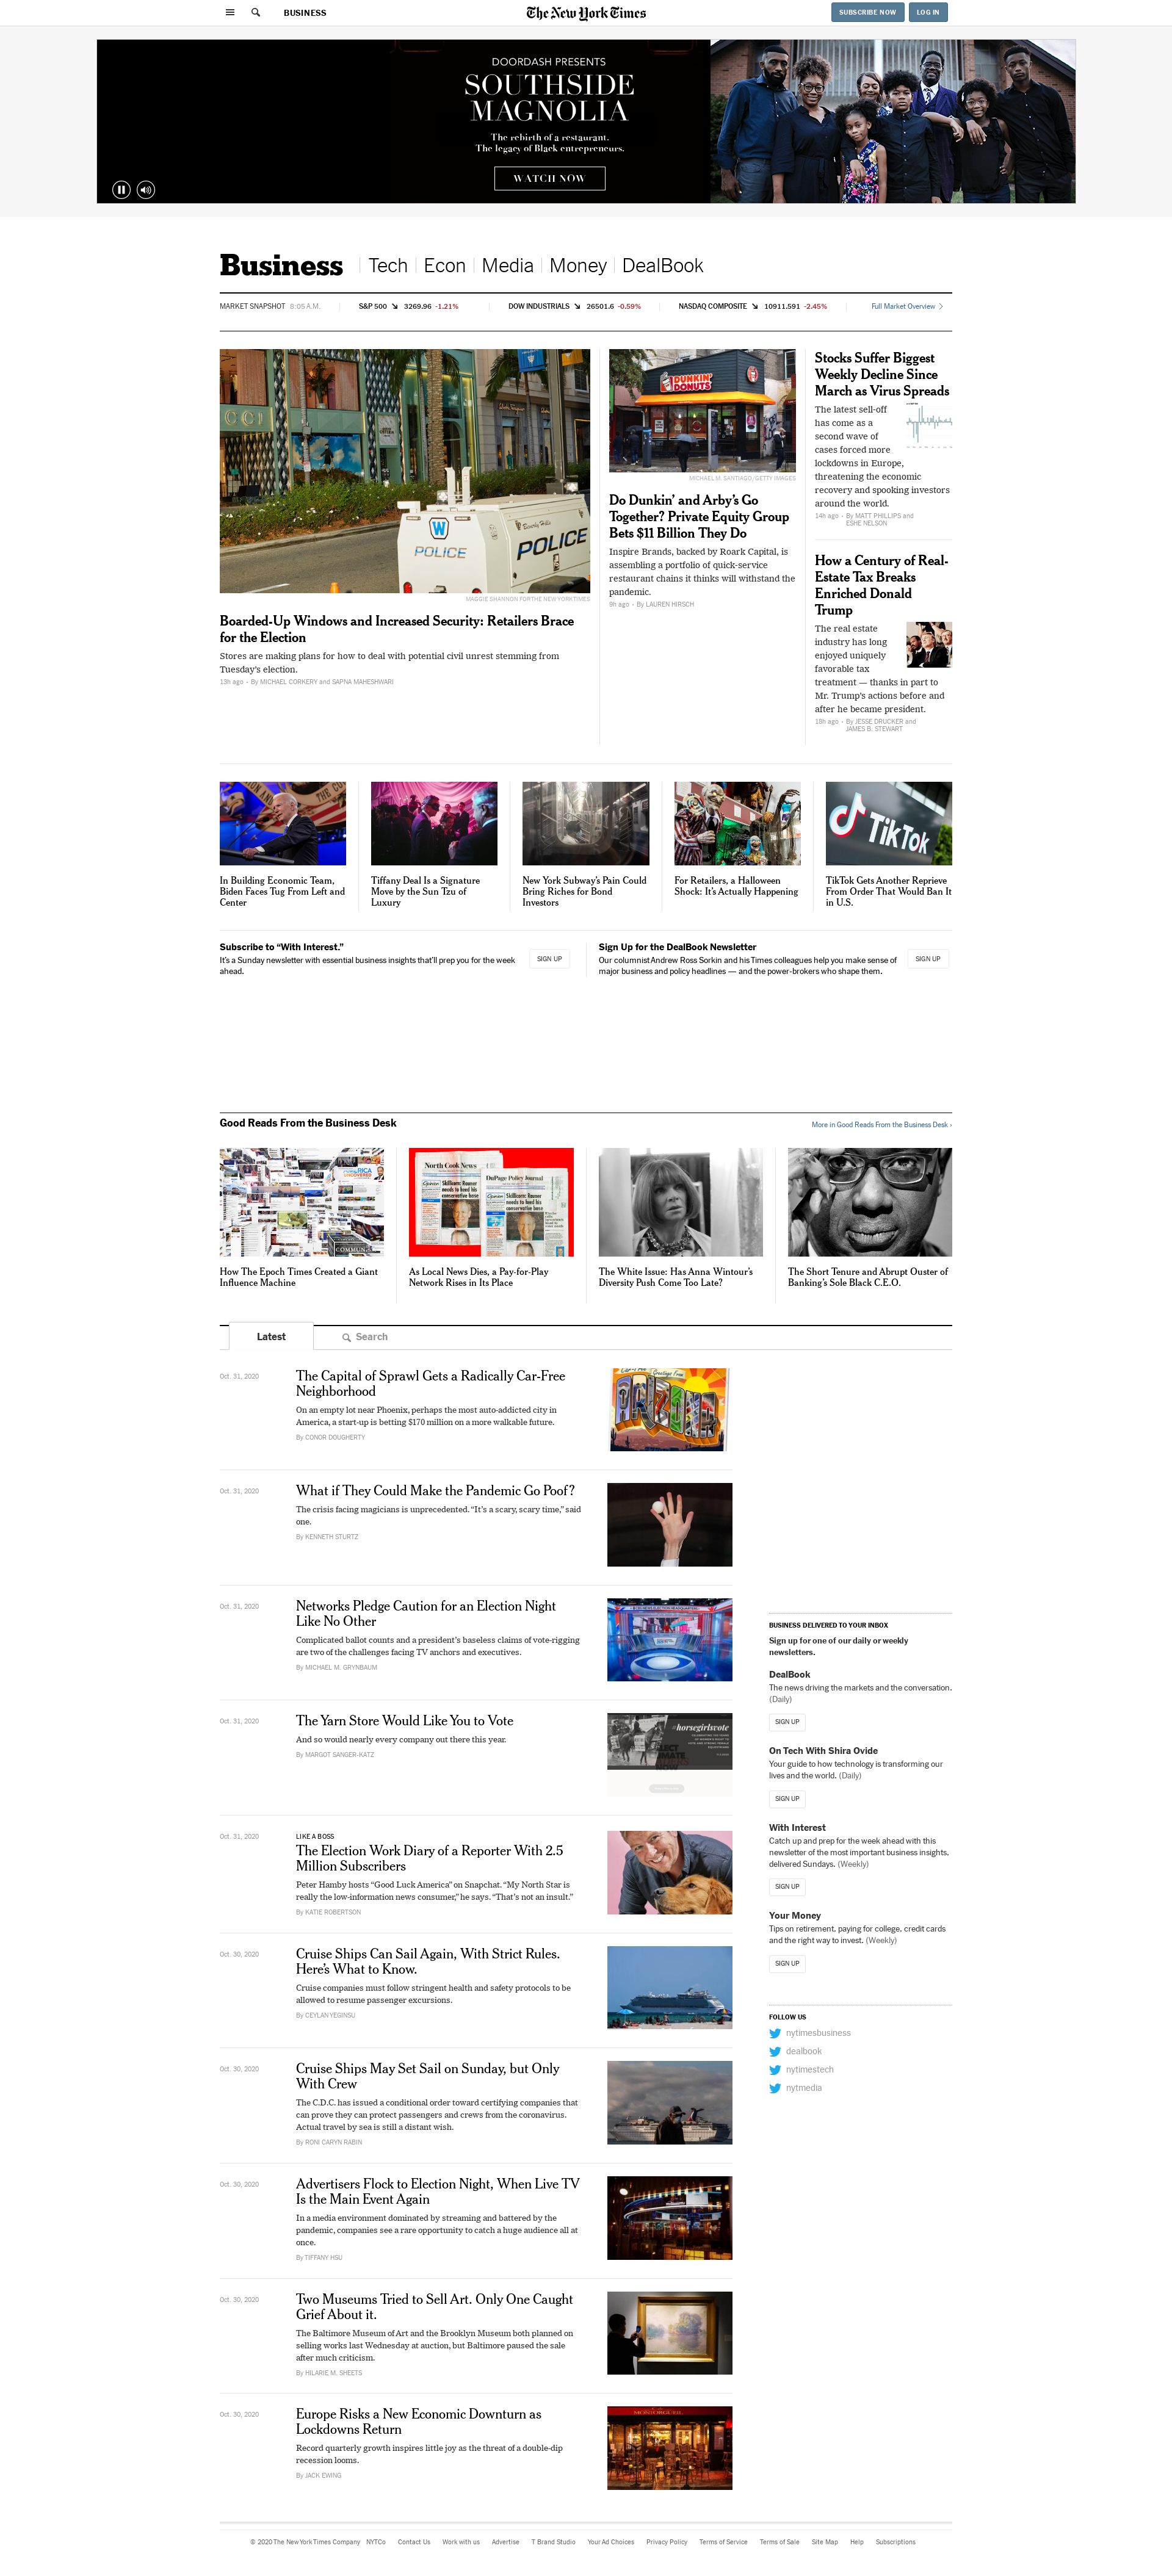 BUSINESS
The New York Times
SUBSCRIBE NOW
LOG IN
DOORDASH PRESENTS
SOUTHSIDE
MAGNOLIA
The rebirth of a restaurant.
The legacy of Black entrepreneurs.
WATCH NOW
Business
Tech
Econ
Media
Money
DealBook
MARKET SNAPSHOT 8:05 A.M.
S&P 500 3269.96 -1.21%
DOW INDUSTRIALS 26501.6 -0.59%
NASDAQ COMPOSITE 10911.591 -2.45%
Full Market Overview
POLICE
POLICE
Beverly Hills
MAGGIE SHANNON FOR THE NEW YORK TIMES
Boarded-Up Windows and Increased Security: Retailers Brace
for the Election
Stores are making plans for how to deal with potential civil unrest stemming from
Tuesday's election.
13h ago • By MICHAEL CORKERY and SAPNA MAHESHWARI
DUNKIN'
DONUTS
MICHAEL M. SANTIAGO/GETTY IMAGES
Do Dunkin' and Arby's Go
Together? Private Equity Group
Bets $11 Billion They Do
Inspire Brands, backed by Roark Capital, is
assembling a portfolio of quick-service
restaurant chains it thinks will withstand the
pandemic.
9h ago • By LAUREN HIRSCH
Stocks Suffer Biggest
Weekly Decline Since
March as Virus Spreads
The latest sell-off
has come as a
second wave of
cases forced more
lockdowns in Europe,
threatening the economic
recovery and spooking investors
around the world.
14h ago • By MATT PHILLIPS and
ESHE NELSON
How a Century of Real-
Estate Tax Breaks
Enriched Donald
Trump
The real estate
industry has long
enjoyed uniquely
favorable tax
treatment — thanks in part to
Mr. Trump's actions before and
after he became president.
18h ago • By JESSE DRUCKER and
JAMES B. STEWART
In Building Economic Team,
Biden Faces Tug From Left and
Center
Tiffany Deal Is a Signature
Move by the Sun Tzu of
Luxury
New York Subway's Pain Could
Bring Riches for Bond
Investors
For Retailers, a Halloween
Shock: It's Actually Happening
TikTok
TikTok Gets Another Reprieve
From Order That Would Ban It
in U.S.
Subscribe to “With Interest.”
It's a Sunday newsletter with essential business insights that'll prep you for the week
ahead.
SIGN UP
Sign Up for the DealBook Newsletter
Our columnist Andrew Ross Sorkin and his Times colleagues help you make sense of
major business and policy headlines — and the power-brokers who shape them.
SIGN UP
Good Reads From the Business Desk
More in Good Reads From the Business Desk ›
North Cook News
DuPage Policy Journal
Skillicorn: Rauner
needs to hold his
conservative base
Skillicorn: Rauner
needs to hold his
conservative base
How The Epoch Times Created a Giant
Influence Machine
As Local News Dies, a Pay-for-Play
Network Rises in Its Place
The White Issue: Has Anna Wintour's
Diversity Push Come Too Late?
The Short Tenure and Abrupt Ouster of
Banking's Sole Black C.E.O.
Latest
Search
Oct. 31, 2020
The Capital of Sprawl Gets a Radically Car-Free
Neighborhood
On an empty lot near Phoenix, perhaps the most auto-addicted city in
America, a start-up is betting $170 million on a more walkable future.
By CONOR DOUGHERTY
Greetings From
ARIZONA
Oct. 31, 2020
What if They Could Make the Pandemic Go Poof?
The crisis facing magicians is unprecedented. “It's a scary, scary time,” said
one.
By KENNETH STURTZ
Oct. 31, 2020
Networks Pledge Caution for an Election Night
Like No Other
Complicated ballot counts and a president's baseless claims of vote-rigging
are two of the challenges facing TV anchors and executives.
By MICHAEL M. GRYNBAUM
Oct. 31, 2020
The Yarn Store Would Like You to Vote
And so would nearly every company out there this year.
By MARGOT SANGER-KATZ
#horsegirlsvote
Oct. 31, 2020
LIKE A BOSS
The Election Work Diary of a Reporter With 2.5
Million Subscribers
Peter Hamby hosts “Good Luck America” on Snapchat. “My North Star is
really the low-information news consumer,” he says. “That's not an insult.”
By KATIE ROBERTSON
Oct. 30, 2020
Cruise Ships Can Sail Again, With Strict Rules.
Here's What to Know.
Cruise companies must follow stringent health and safety protocols to be
allowed to resume passenger excursions.
By CEYLAN YEGINSU
Oct. 30, 2020
Cruise Ships May Set Sail on Sunday, but Only
With Crew
The C.D.C. has issued a conditional order toward certifying companies that
can prove they can protect passengers and crews from the coronavirus.
Actual travel by sea is still a distant wish.
By RONI CARYN RABIN
Oct. 30, 2020
Advertisers Flock to Election Night, When Live TV
Is the Main Event Again
In a media environment dominated by streaming and battered by the
pandemic, companies see a rare opportunity to catch a huge audience all at
once.
By TIFFANY HSU
Oct. 30, 2020
Two Museums Tried to Sell Art. Only One Caught
Grief About it.
The Baltimore Museum of Art and the Brooklyn Museum both planned on
selling works last Wednesday at auction, but Baltimore paused the sale
after much criticism.
By HILARIE M. SHEETS
Oct. 30, 2020
Europe Risks a New Economic Downturn as
Lockdowns Return
Record quarterly growth inspires little joy as the threat of a double-dip
recession looms.
By JACK EWING
BUSINESS DELIVERED TO YOUR INBOX
Sign up for one of our daily or weekly
newsletters.
DealBook
The news driving the markets and the conversation.
(Daily)
SIGN UP
On Tech With Shira Ovide
Your guide to how technology is transforming our
lives and the world. (Daily)
SIGN UP
With Interest
Catch up and prep for the week ahead with this
newsletter of the most important business insights,
delivered Sundays. (Weekly)
SIGN UP
Your Money
Tips on retirement, paying for college, credit cards
and the right way to invest. (Weekly)
SIGN UP
FOLLOW US
nytimesbusiness
dealbook
nytimestech
nytmedia
© 2020 The New York Times Company NYTCo Contact Us Work with us Advertise T Brand Studio Your Ad Choices Privacy Policy Terms of Service Terms of Sale Site Map Help Subscriptions